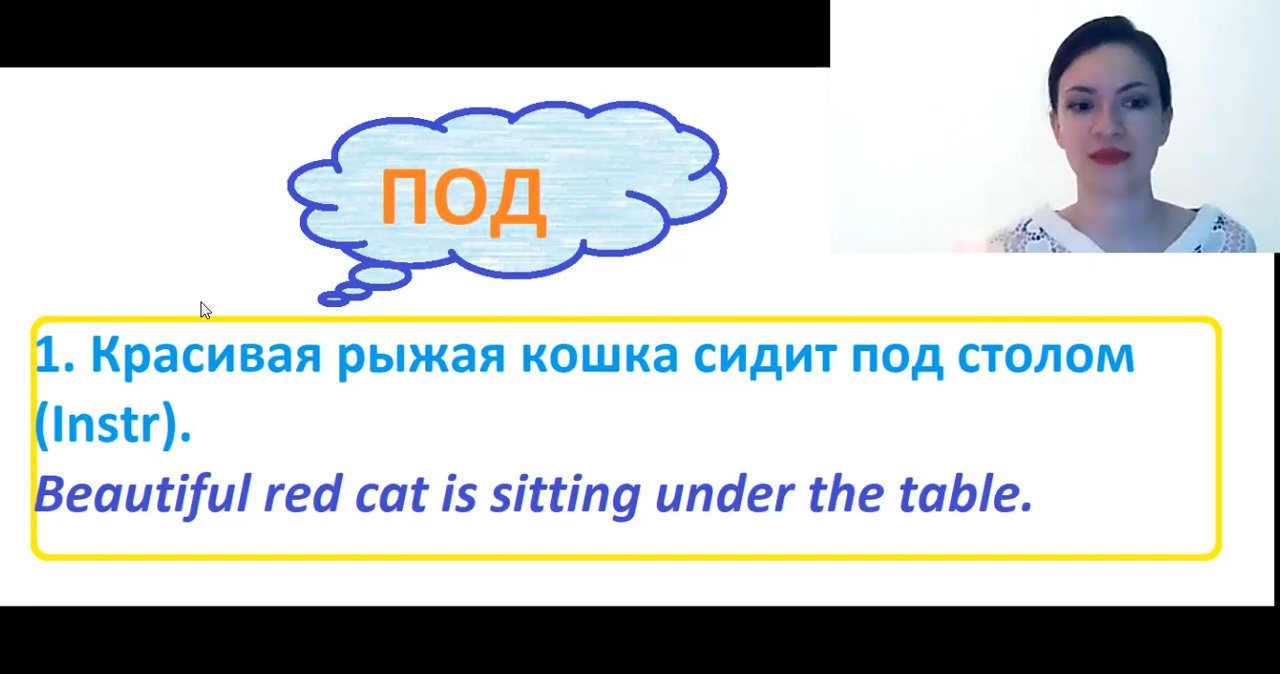 ПОД
1. Красивая рыжая кошка сидит под столом
(Instr).
Beautiful red cat is sitting under the table.